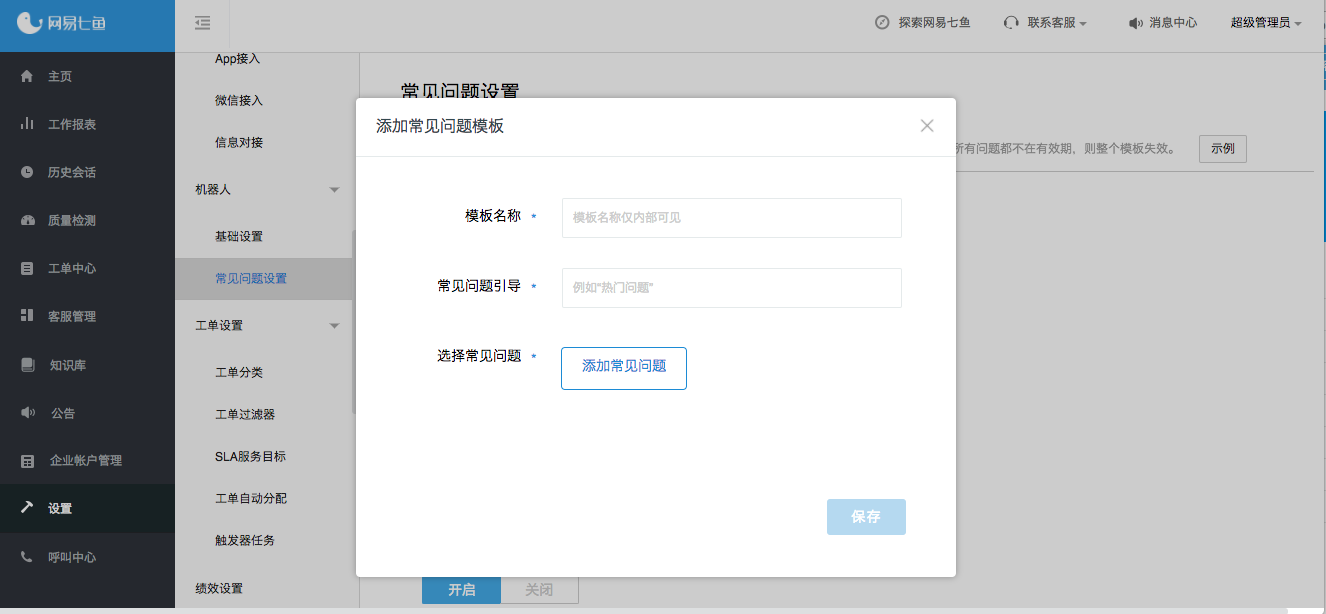 网易七鱼
探索网易七鱼
联系客服
消息中心
超级管理员
主页
工作报表
历史会话
质量检测
工单中心
客服管理
知识库
公告
企业帐户管理
设置
呼叫中心
App接入
微信接入
信息对接
机器人
基础设置
常见问题设置
工单设置
工单分类
工单过滤器
SLA服务目标
工单自动分配
触发器任务
绩效设置
常见问题设置
所有问题都不在有效期，则整个模板失效。
示例
添加常见问题模板
模板名称 *
模板名称仅内部可见
常见问题引导 *
例如"热门问题"
选择常见问题 *
添加常见问题
保存
开启
关闭